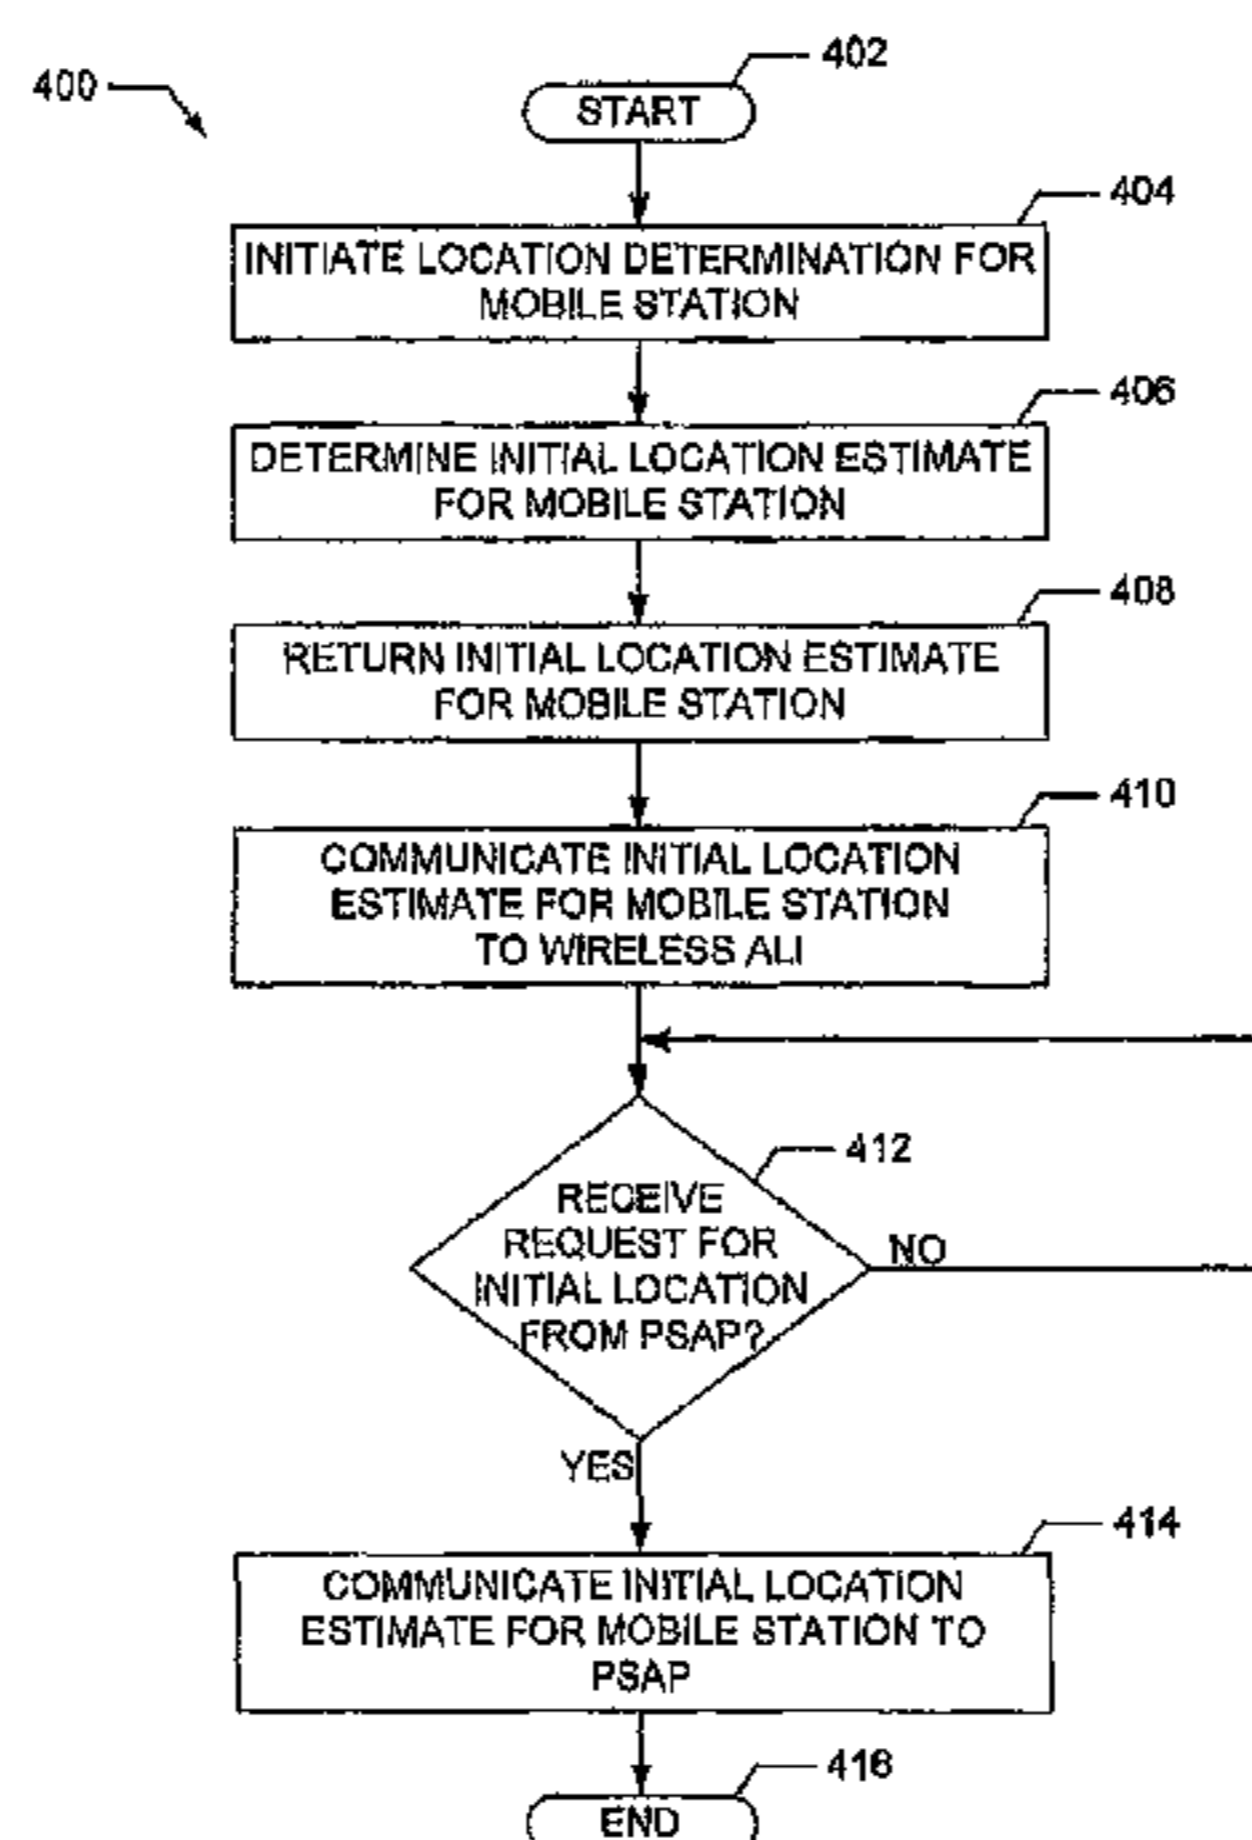 400
402
START
404
INITIATE LOCATION DETERMINATION FOR
MOBILE STATION
406
DETERMINE INITIAL LOCATION ESTIMATE
FOR MOBILE STATION
408
RETURN INITIAL LOCATION ESTIMATE
FOR MOBILE STATION
410
COMMUNICATE INITIAL LOCATION
ESTIMATE FOR MOBILE STATION
TO WIRELESS ALI
412
RECEIVE
REQUEST FOR
INITIAL LOCATION
FROM PSAP?
NO
YES
414
COMMUNICATE INITIAL LOCATION
ESTIMATE FOR MOBILE STATION TO
PSAP
416
END